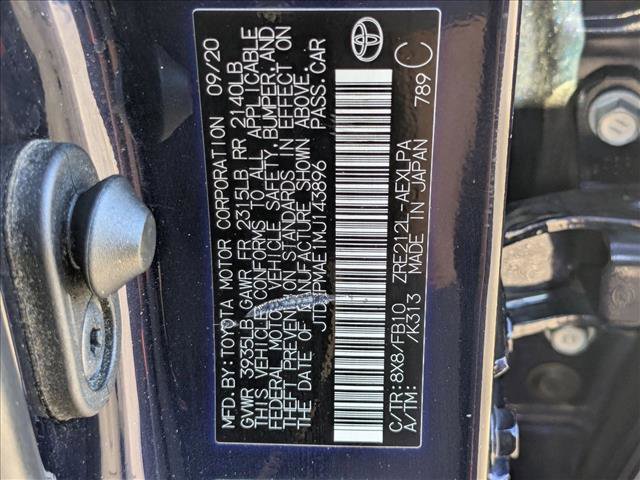 MFD. BY: TOYOTA MOTOR CORPORATION 09/20
GVWR 3935LB GAWR FR 2315LB RR 2140LB
THIS VEHICLE CONFORMS TO ALL APPLICABLE
FEDERAL MOTOR VEHICLE SAFETY, BUMPER, AND
THEFT PREVENTION STANDARDS IN EFFECT ON
THE DATE OF MANUFACTURE SHOWN ABOVE.
PASS. CAR
C/TR: 8X8/FB10 ZRE212L-AEXLPA
A/TM: /K313 MADE IN JAPAN
789 C